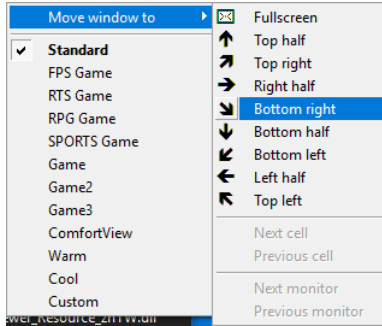 Move window to
Standard
FPS Game
RTS Game
RPG Game
SPORTS Game
Game
Game2
Game3
ComfortView
Warm
Cool
Custom
Fullscreen
Top half
Top right
Right half
Bottom right
Bottom half
Bottom left
Left half
Top left
Next cell
Previous cell
Next monitor
Previous monitor
ewer_Resource_zhTW.dll